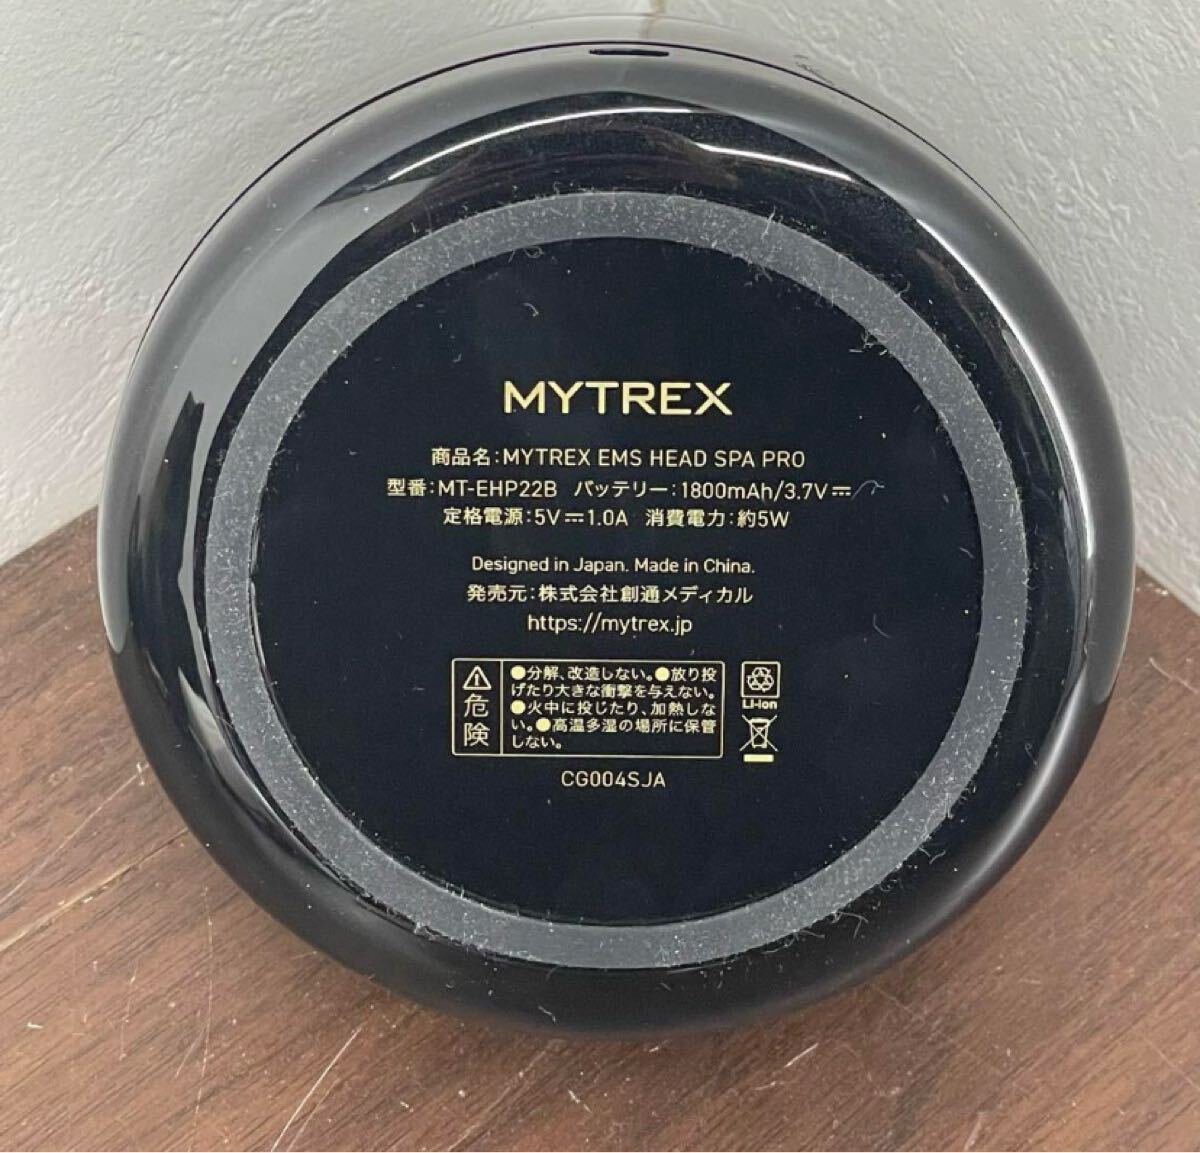 MYTREX
商品名:MYTREX EMS HEAD SPA PRO
型番:MT-EHP22B バッテリー:1800mAh/3.7V⎓
定格電源:5V⎓1.0A 消費電力:約5W
Designed in Japan. Made in China.
発売元:株式会社創通メディカル
https://mytrex.jp
危険
●分解、改造しない。●放り投
げたり大きな衝撃を与えない。
●火中に投じたり、加熱しな
い。●高温多湿の場所に保管
しない。
Li-ion
CG004SJA